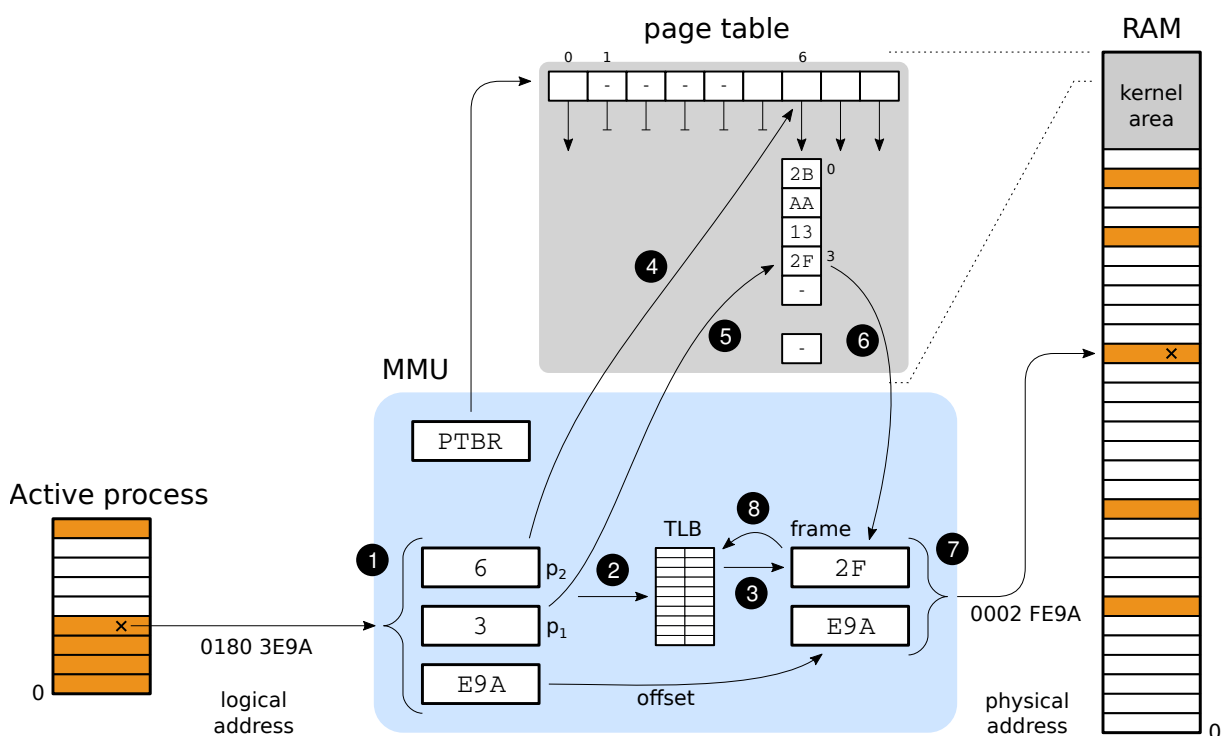 page table
RAM
0 1 6
- - - -
kernel
area
2B 0
AA
13
2F 3
-
-
4
5
6
MMU
PTBR
Active process
0
0180 3E9A
logical
address
1
6 p2
3 p1
E9A
2
TLB
8
3
frame
2F
E9A
offset
7
0002 FE9A
physical
address
×
×
0